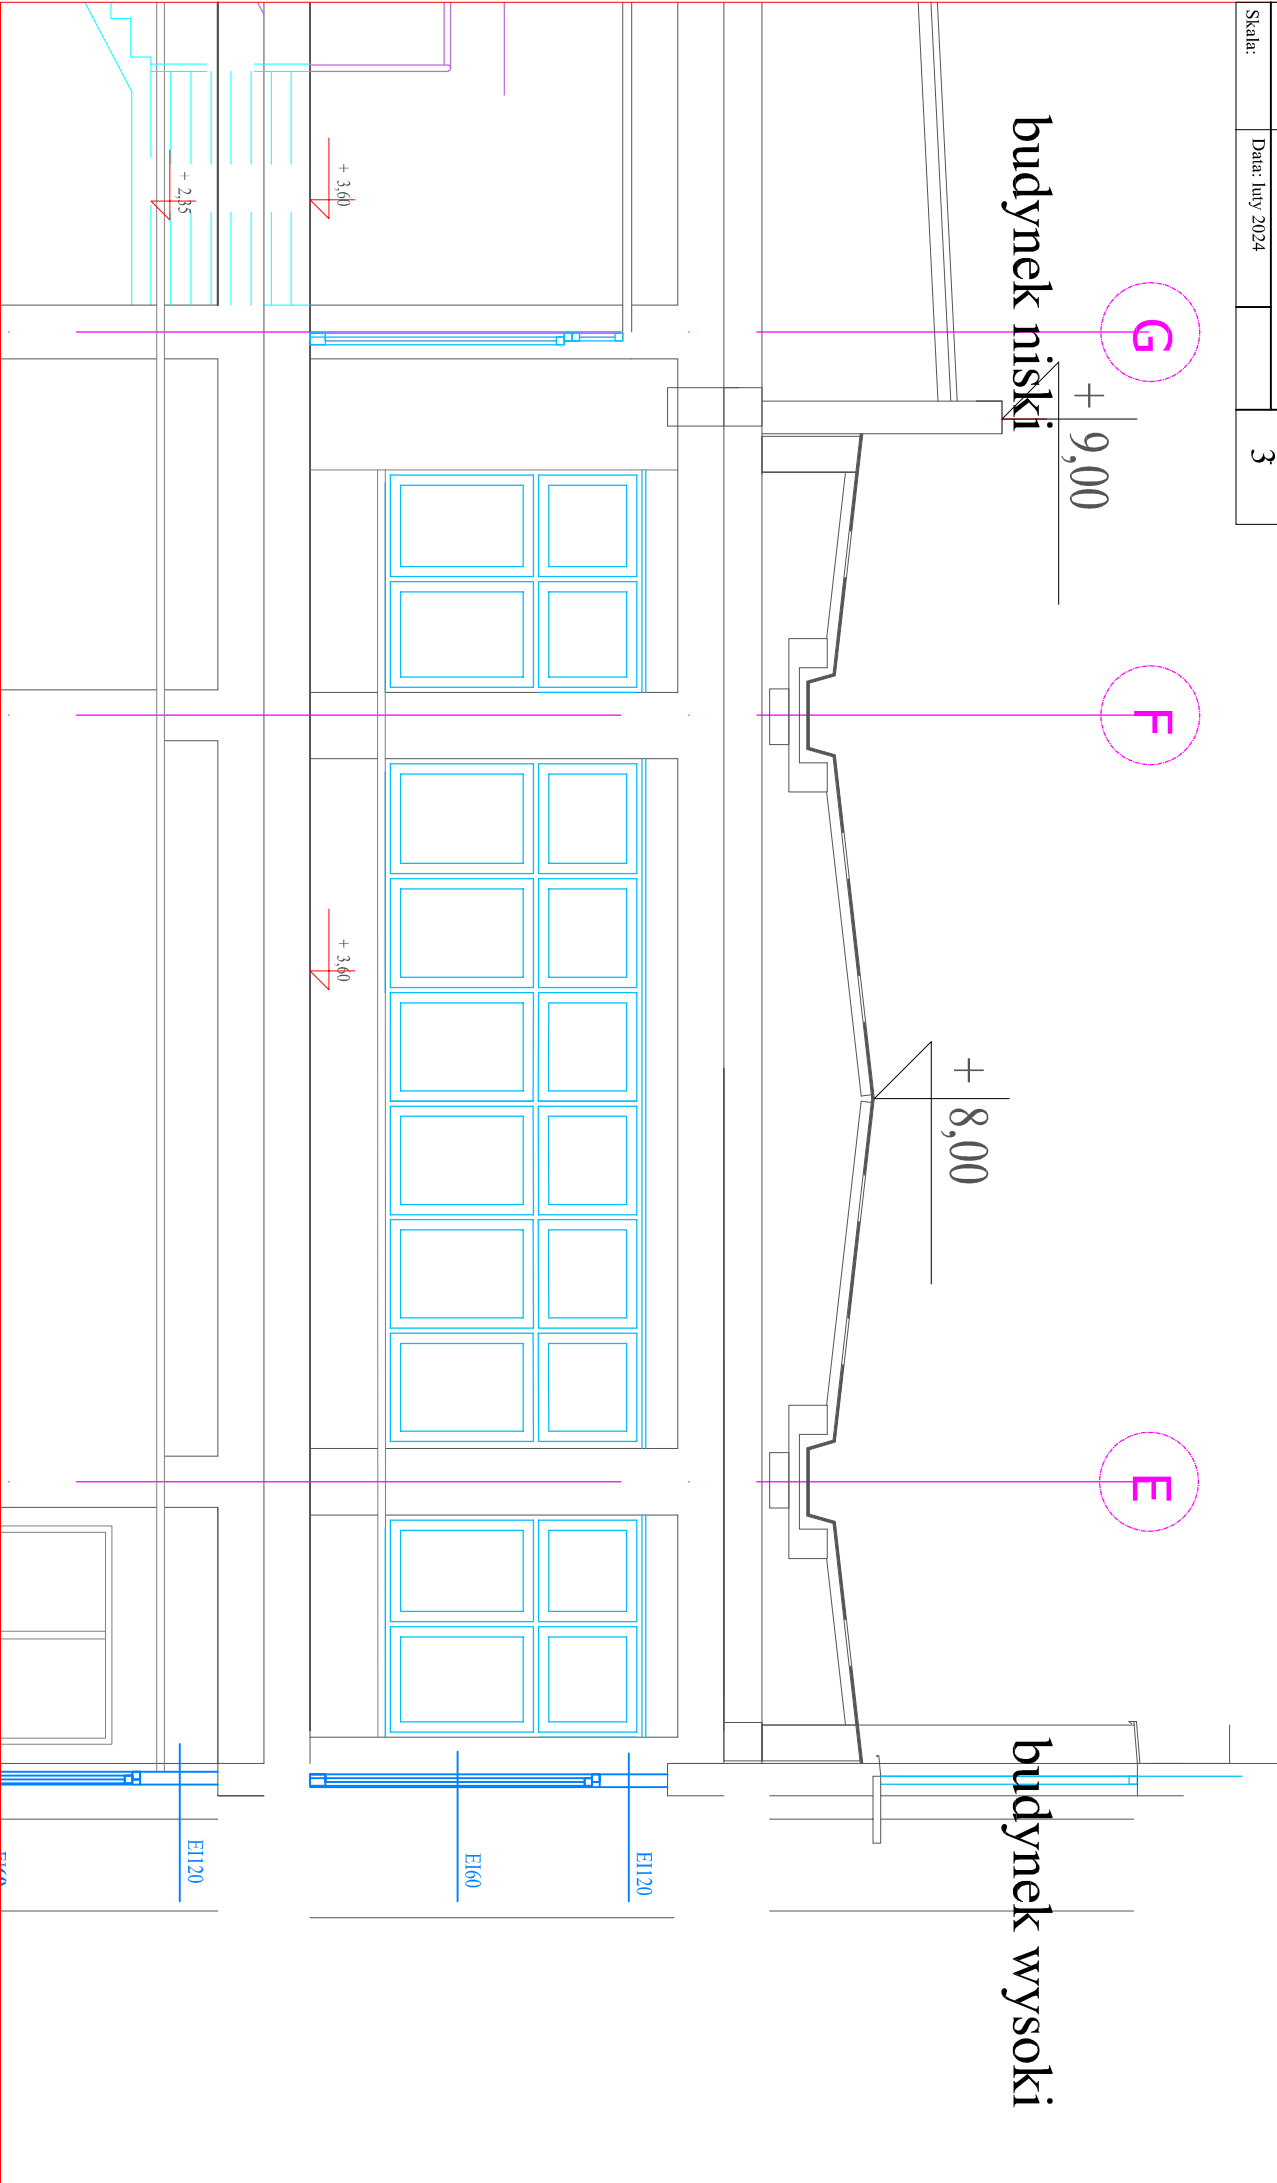 Skala:
Data: luty 2024
3
budynek niski
budynek wysoki
G
F
E
+ 9,00
+ 8,00
+ 3,60
+ 3,60
+ 2,35
EI120
EI60
EI120
EI60